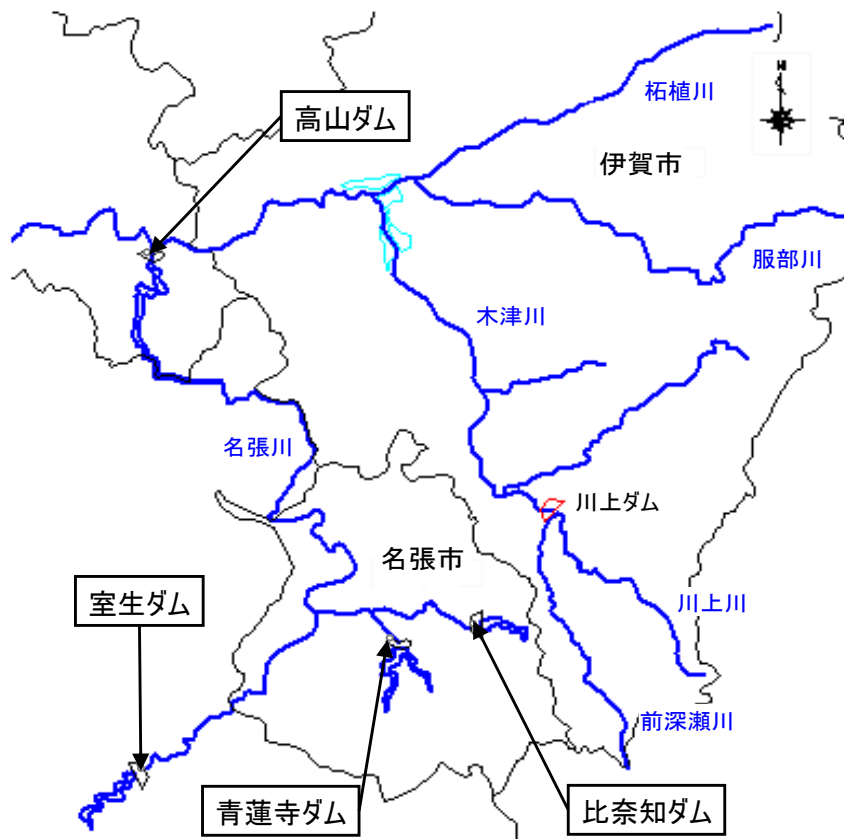 柘植川
高山ダム
伊賀市
服部川
木津川
名張川
川上ダム
名張市
室生ダム
川上川
前深瀬川
青蓮寺ダム
比奈知ダム